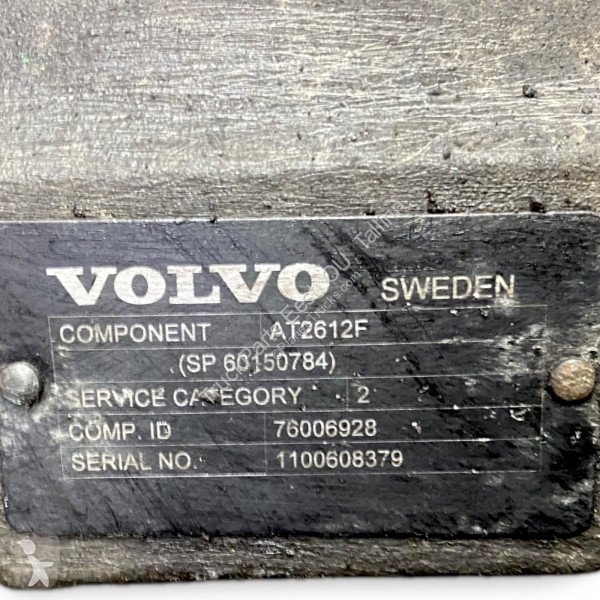 VOLVO SWEDEN
COMPONENT AT2612F
(SP 60150784)
SERVICE CATEGORY 2
COMP. ID 76006928
SERIAL NO. 1100608379